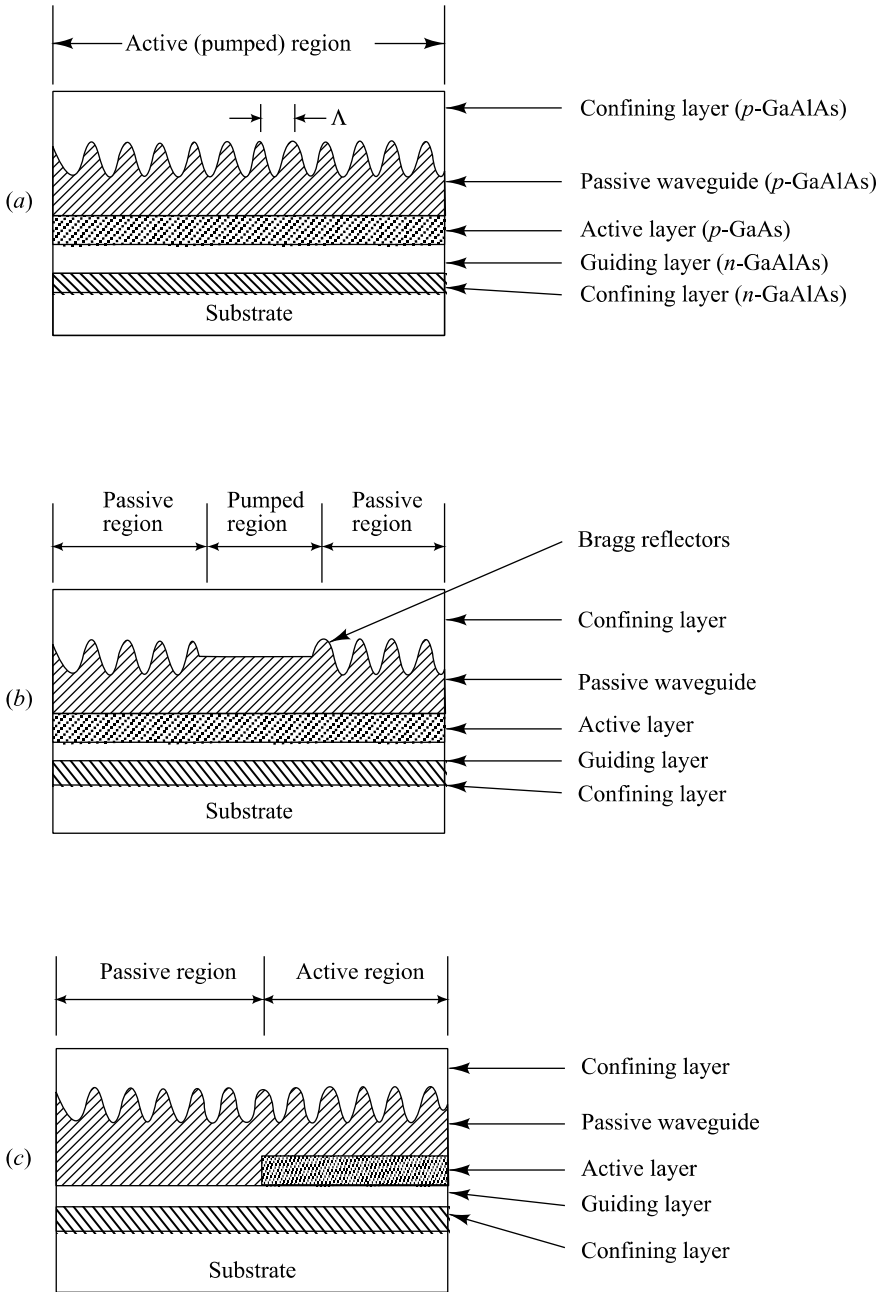 Active (pumped) region
Λ
Confining layer (p-GaAlAs)
Passive waveguide (p-GaAlAs)
(a)
Active layer (p-GaAs)
Guiding layer (n-GaAlAs)
Confining layer (n-GaAlAs)
Substrate
Passive
region
Pumped
region
Passive
region
Bragg reflectors
Confining layer
Passive waveguide
(b)
Active layer
Guiding layer
Confining layer
Substrate
Passive region
Active region
Confining layer
Passive waveguide
(c)
Active layer
Guiding layer
Confining layer
Substrate